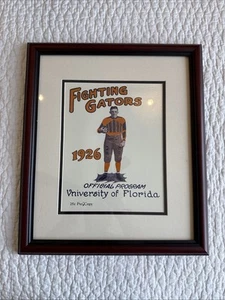 FIGHTING
GATORS
1926
OFFICIAL PROGRAM
University of Florida